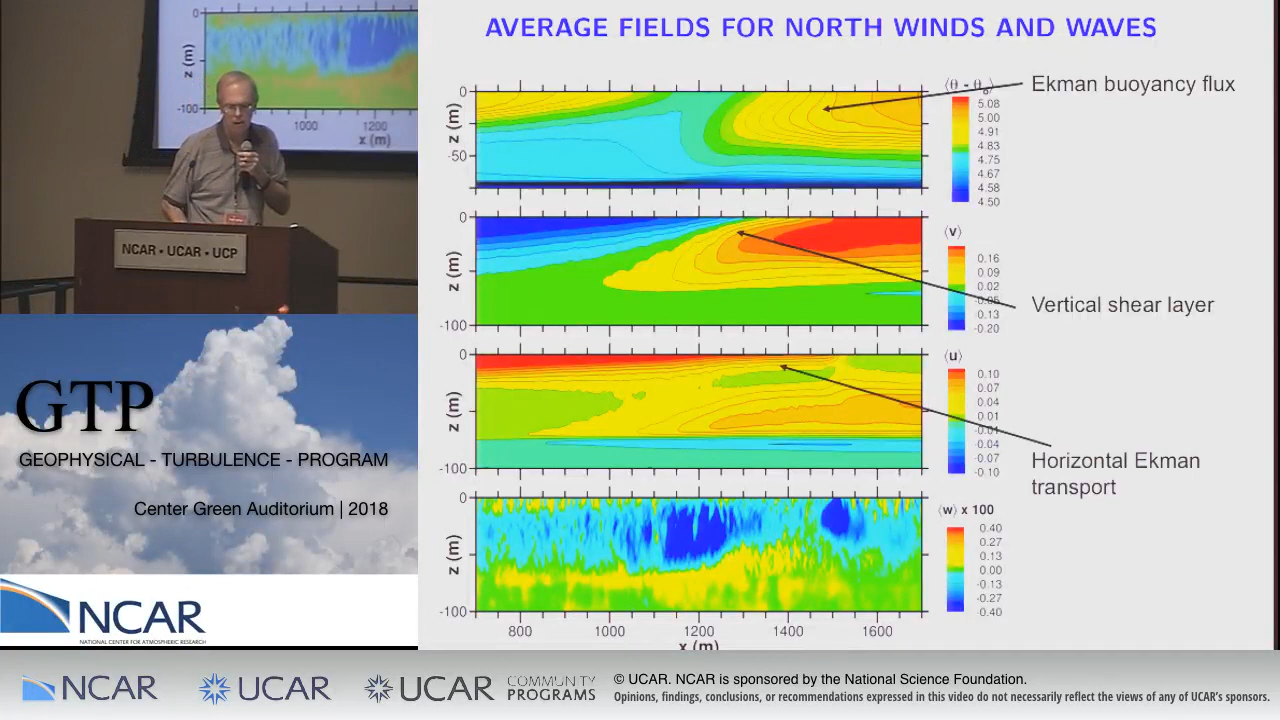 0
z (m)
-100
1000
1200
x (m)
NCAR • UCAR • UCP
GTP
GEOPHYSICAL - TURBULENCE - PROGRAM
Center Green Auditorium | 2018
NCAR
NATIONAL CENTER FOR ATMOSPHERIC RESEARCH
AVERAGE FIELDS FOR NORTH WINDS AND WAVES
0
z (m)
-50
⟨θ - θ₀⟩
5.08
5.00
4.91
4.83
4.75
4.67
4.58
4.50
Ekman buoyancy flux
0
z (m)
-100
⟨v⟩
0.16
0.09
0.02
-0.06
-0.13
-0.20
Vertical shear layer
0
z (m)
-100
⟨u⟩
0.10
0.07
0.04
0.01
-0.01
-0.04
-0.07
-0.10
Horizontal Ekman
transport
0
z (m)
-100
⟨w⟩ x 100
0.40
0.27
0.13
0.00
-0.13
-0.27
-0.40
800 1000 1200 1400 1600
x (m)
NCAR UCAR UCAR COMMUNITY
PROGRAMS
© UCAR. NCAR is sponsored by the National Science Foundation.
Opinions, findings, conclusions, or recommendations expressed in this video do not necessarily reflect the views of any of UCAR's sponsors.